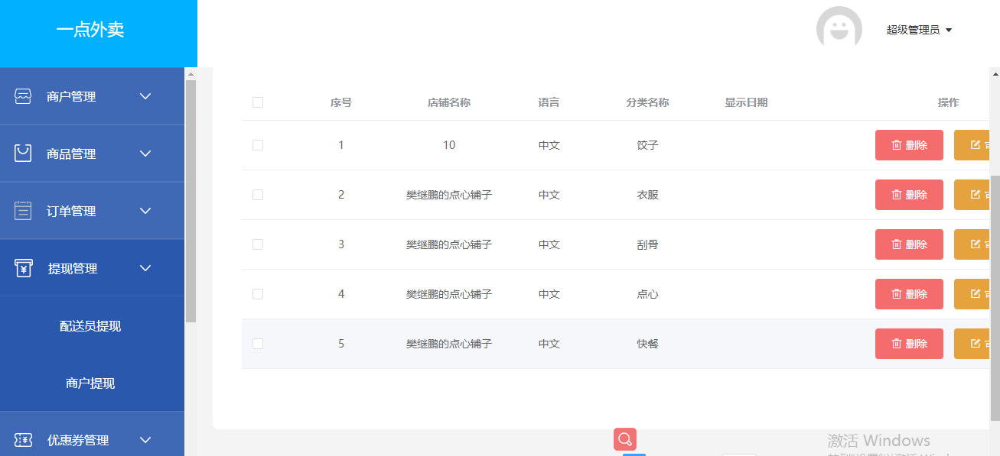 一点外卖
超级管理员
商户管理
商品管理
订单管理
提现管理
配送员提现
商户提现
优惠券管理
序号 店铺名称 语言 分类名称 显示日期 操作
1 10 中文 饺子 删除
2 樊继鹏的点心铺子 中文 衣服 删除
3 樊继鹏的点心铺子 中文 刮骨 删除
4 樊继鹏的点心铺子 中文 点心 删除
5 樊继鹏的点心铺子 中文 快餐 删除
激活 Windows